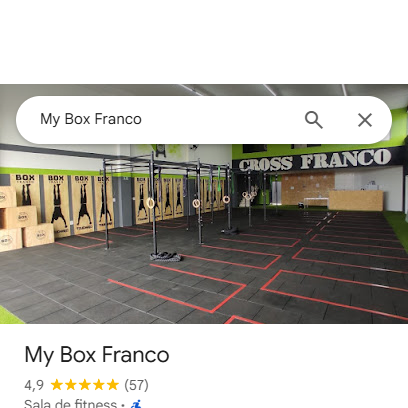 My Box Franco
CROSS FRANCO
BOX BOX BOX BOX
My Box Franco
4,9 (57)
Sala de fitness ·